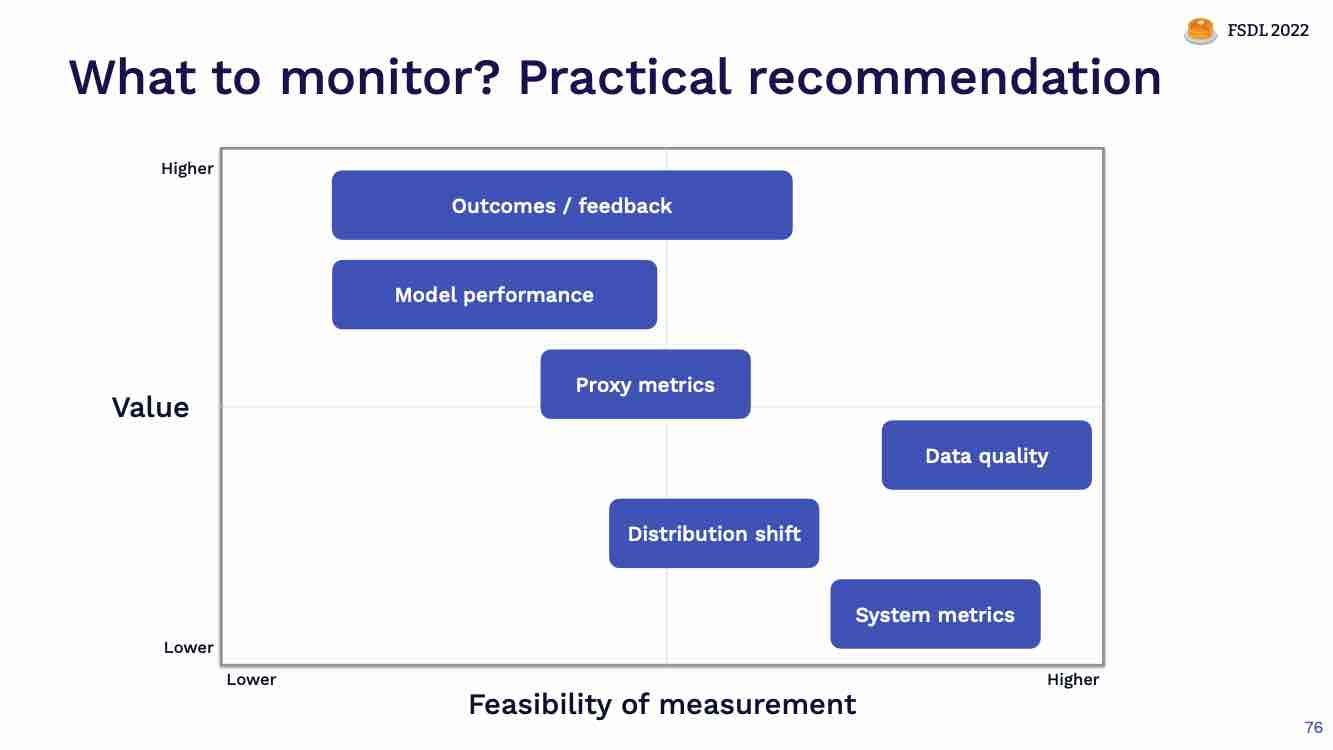 FSDL 2022
What to monitor? Practical recommendation
Higher
Outcomes / feedback
Model performance
Proxy metrics
Value
Data quality
Distribution shift
System metrics
Lower
Lower
Higher
Feasibility of measurement
76